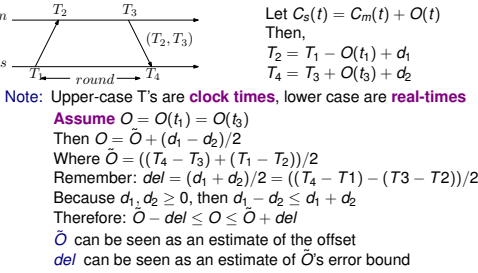 n T₂ T₃
(T₂, T₃)
s T₁ round T₄
Let Cₛ(t) = Cₘ(t) + O(t)
Then,
T₂ = T₁ − O(t₁) + d₁
T₄ = T₃ + O(t₃) + d₂
Note: Upper-case T's are clock times, lower case are real-times
Assume O = O(t₁) = O(t₃)
Then O = Õ + (d₁ − d₂)/2
Where Õ = ((T₄ − T₃) + (T₁ − T₂))/2
Remember: del = (d₁ + d₂)/2 = ((T₄ − T1) − (T3 − T2))/2
Because d₁, d₂ ≥ 0, then d₁ − d₂ ≤ d₁ + d₂
Therefore: Õ − del ≤ O ≤ Õ + del
Õ can be seen as an estimate of the offset
del can be seen as an estimate of Õ's error bound